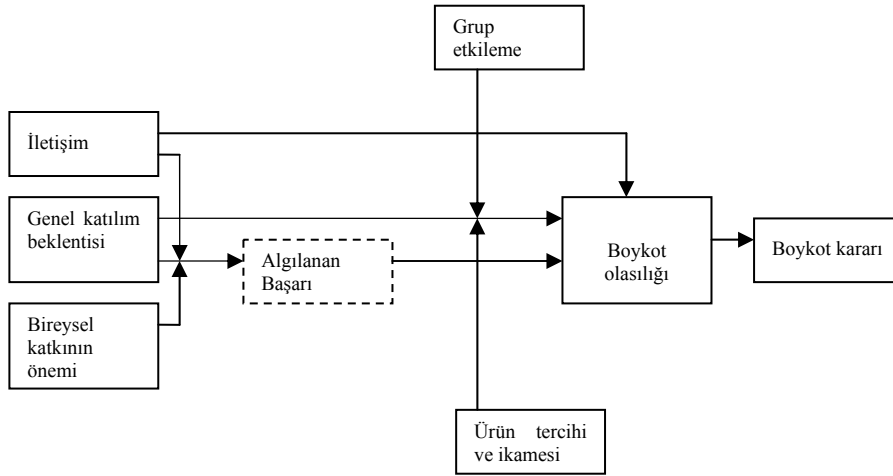 Grup
etkileme
İletişim
Genel katılım
beklentisi
Algılanan
Başarı
Bireysel
katkının
önemi
Boykot
olasılığı
Boykot kararı
Ürün tercihi
ve ikamesi